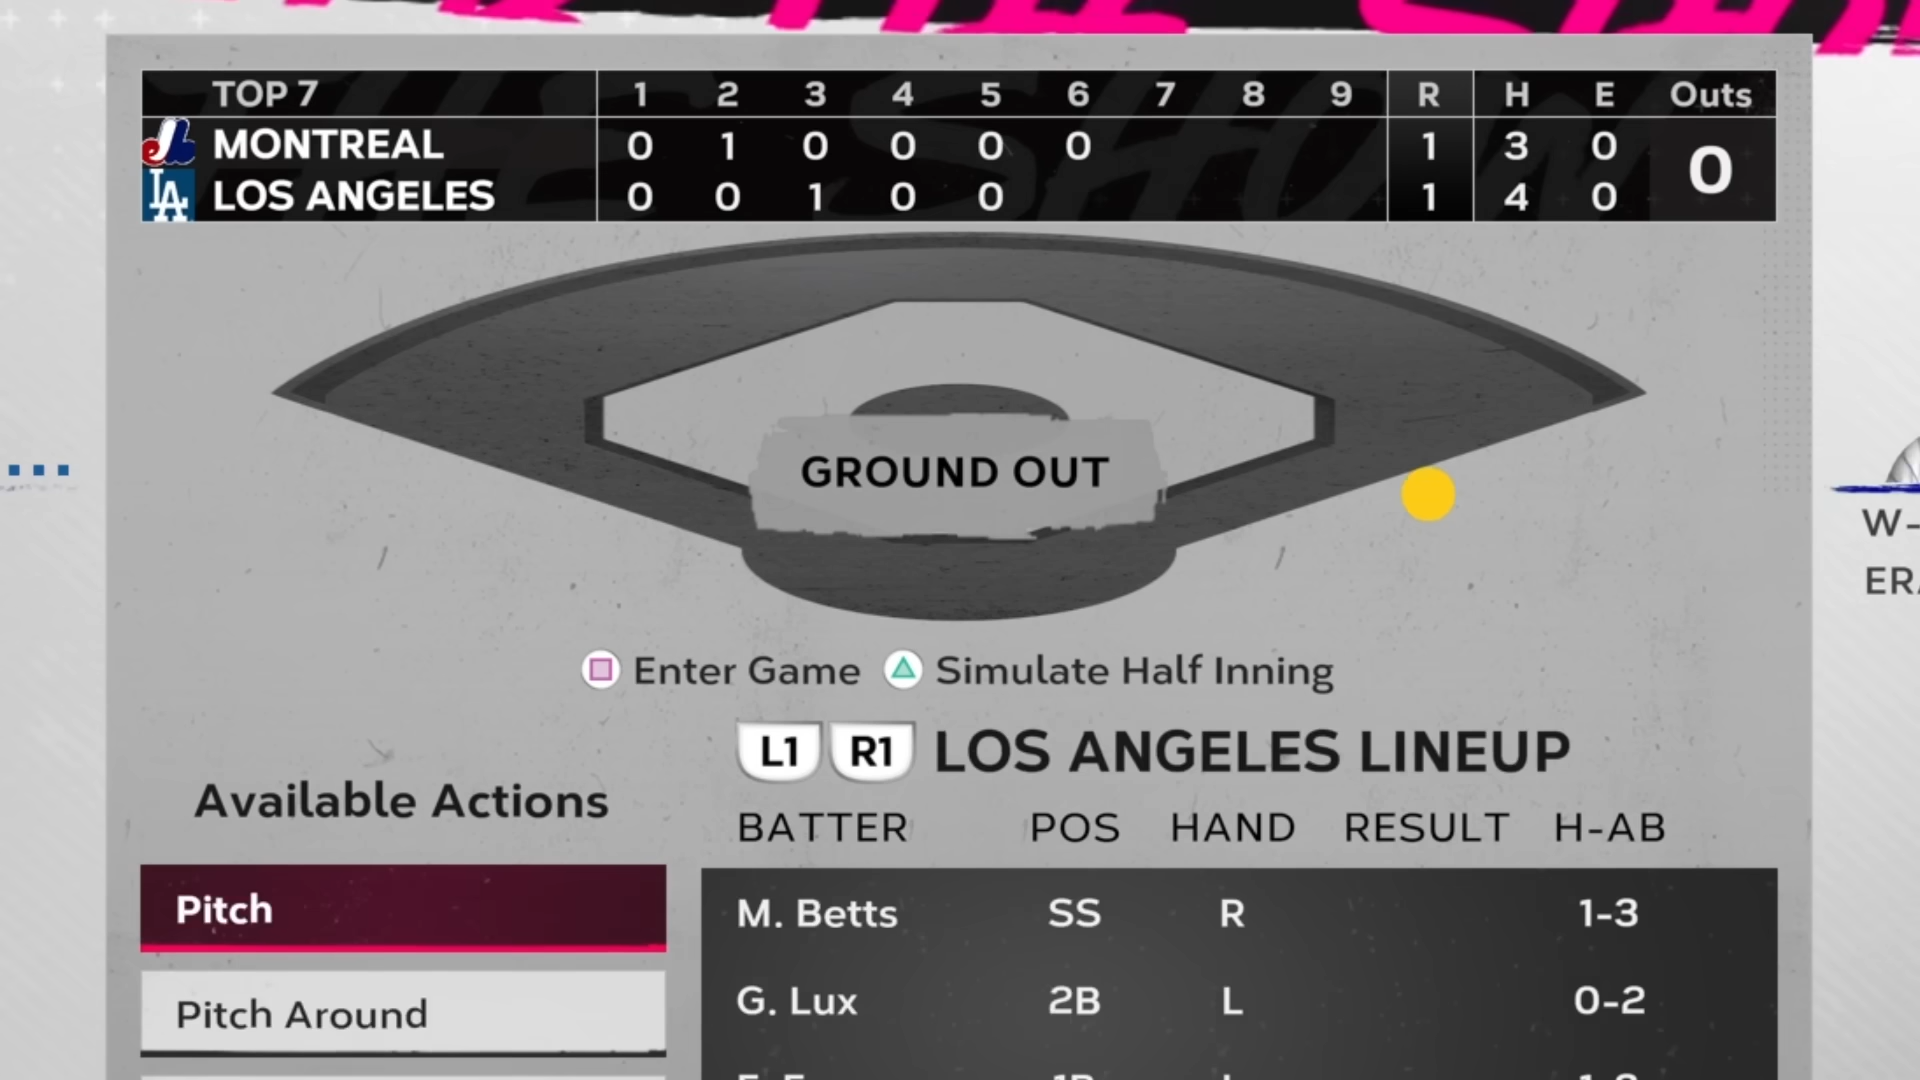 TOP 7 1 2 3 4 5 6 7 8 9 R H E Outs
MONTREAL 0 1 0 0 0 0 1 3 0 0
LOS ANGELES 0 0 1 0 0 1 4 0
GROUND OUT
W-
ERA
Enter Game Simulate Half Inning
L1 R1 LOS ANGELES LINEUP
Available Actions
BATTER POS HAND RESULT H-AB
Pitch
M. Betts SS R 1-3
Pitch Around
G. Lux 2B L 0-2